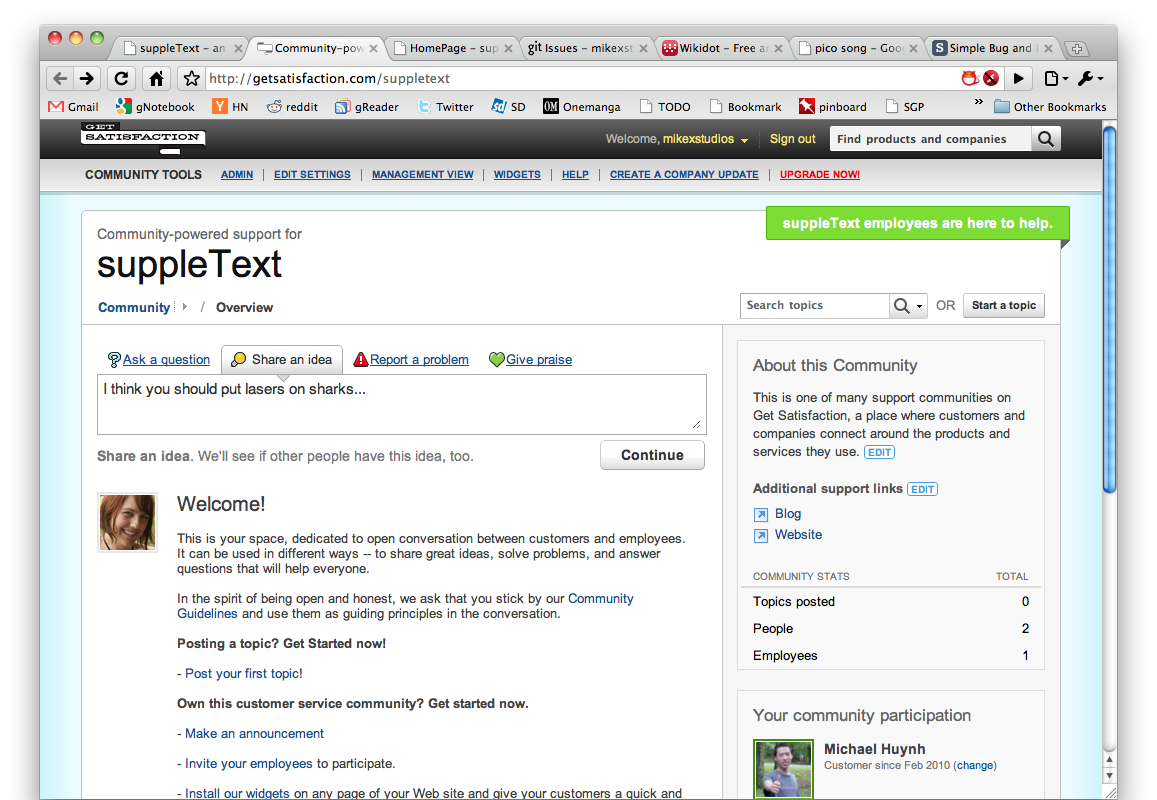 suppleText – an
Community-pow
HomePage – sup
git Issues – mikexst
Wikidot – Free a
pico song – Goo
S Simple Bug and
http://getsatisfaction.com/suppletext
Gmail
gNotebook
Y HN
reddit
gReader
Twitter
SD
OM Onemanga
TODO
Bookmark
pinboard
SGP
»
Other Bookmarks
GET
SATISFACTION
Welcome, mikexstudios
Sign out
Find products and companies
COMMUNITY TOOLS ADMIN | EDIT SETTINGS | MANAGEMENT VIEW | WIDGETS | HELP | CREATE A COMPANY UPDATE | UPGRADE NOW!
suppleText employees are here to help.
Community-powered support for
suppleText
Community / Overview
Search topics
OR
Start a topic
Ask a question
Share an idea
Report a problem
Give praise
I think you should put lasers on sharks...
Share an idea. We'll see if other people have this idea, too.
Continue
Welcome!
This is your space, dedicated to open conversation between customers and employees.
It can be used in different ways -- to share great ideas, solve problems, and answer
questions that will help everyone.
In the spirit of being open and honest, we ask that you stick by our Community
Guidelines and use them as guiding principles in the conversation.
Posting a topic? Get Started now!
- Post your first topic!
Own this customer service community? Get started now.
- Make an announcement
- Invite your employees to participate.
- Install our widgets on any page of your Web site and give your customers a quick and
About this Community
This is one of many support communities on
Get Satisfaction, a place where customers and
companies connect around the products and
services they use. EDIT
Additional support links EDIT
Blog
Website
COMMUNITY STATS TOTAL
Topics posted 0
People 2
Employees 1
Your community participation
Michael Huynh
Customer since Feb 2010 (change)